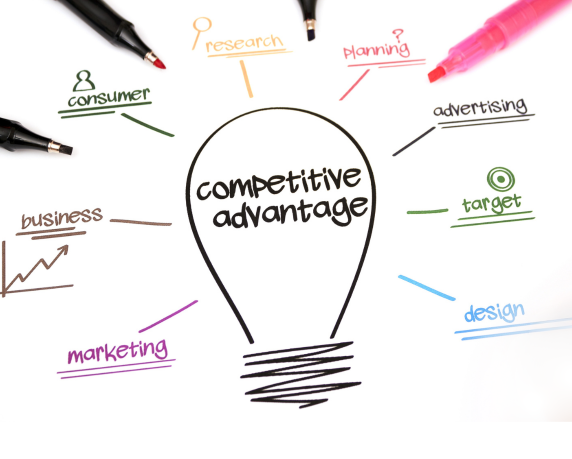 research
planning
?
consumer
advertising
competitive
advantage
target
business
design
marketing